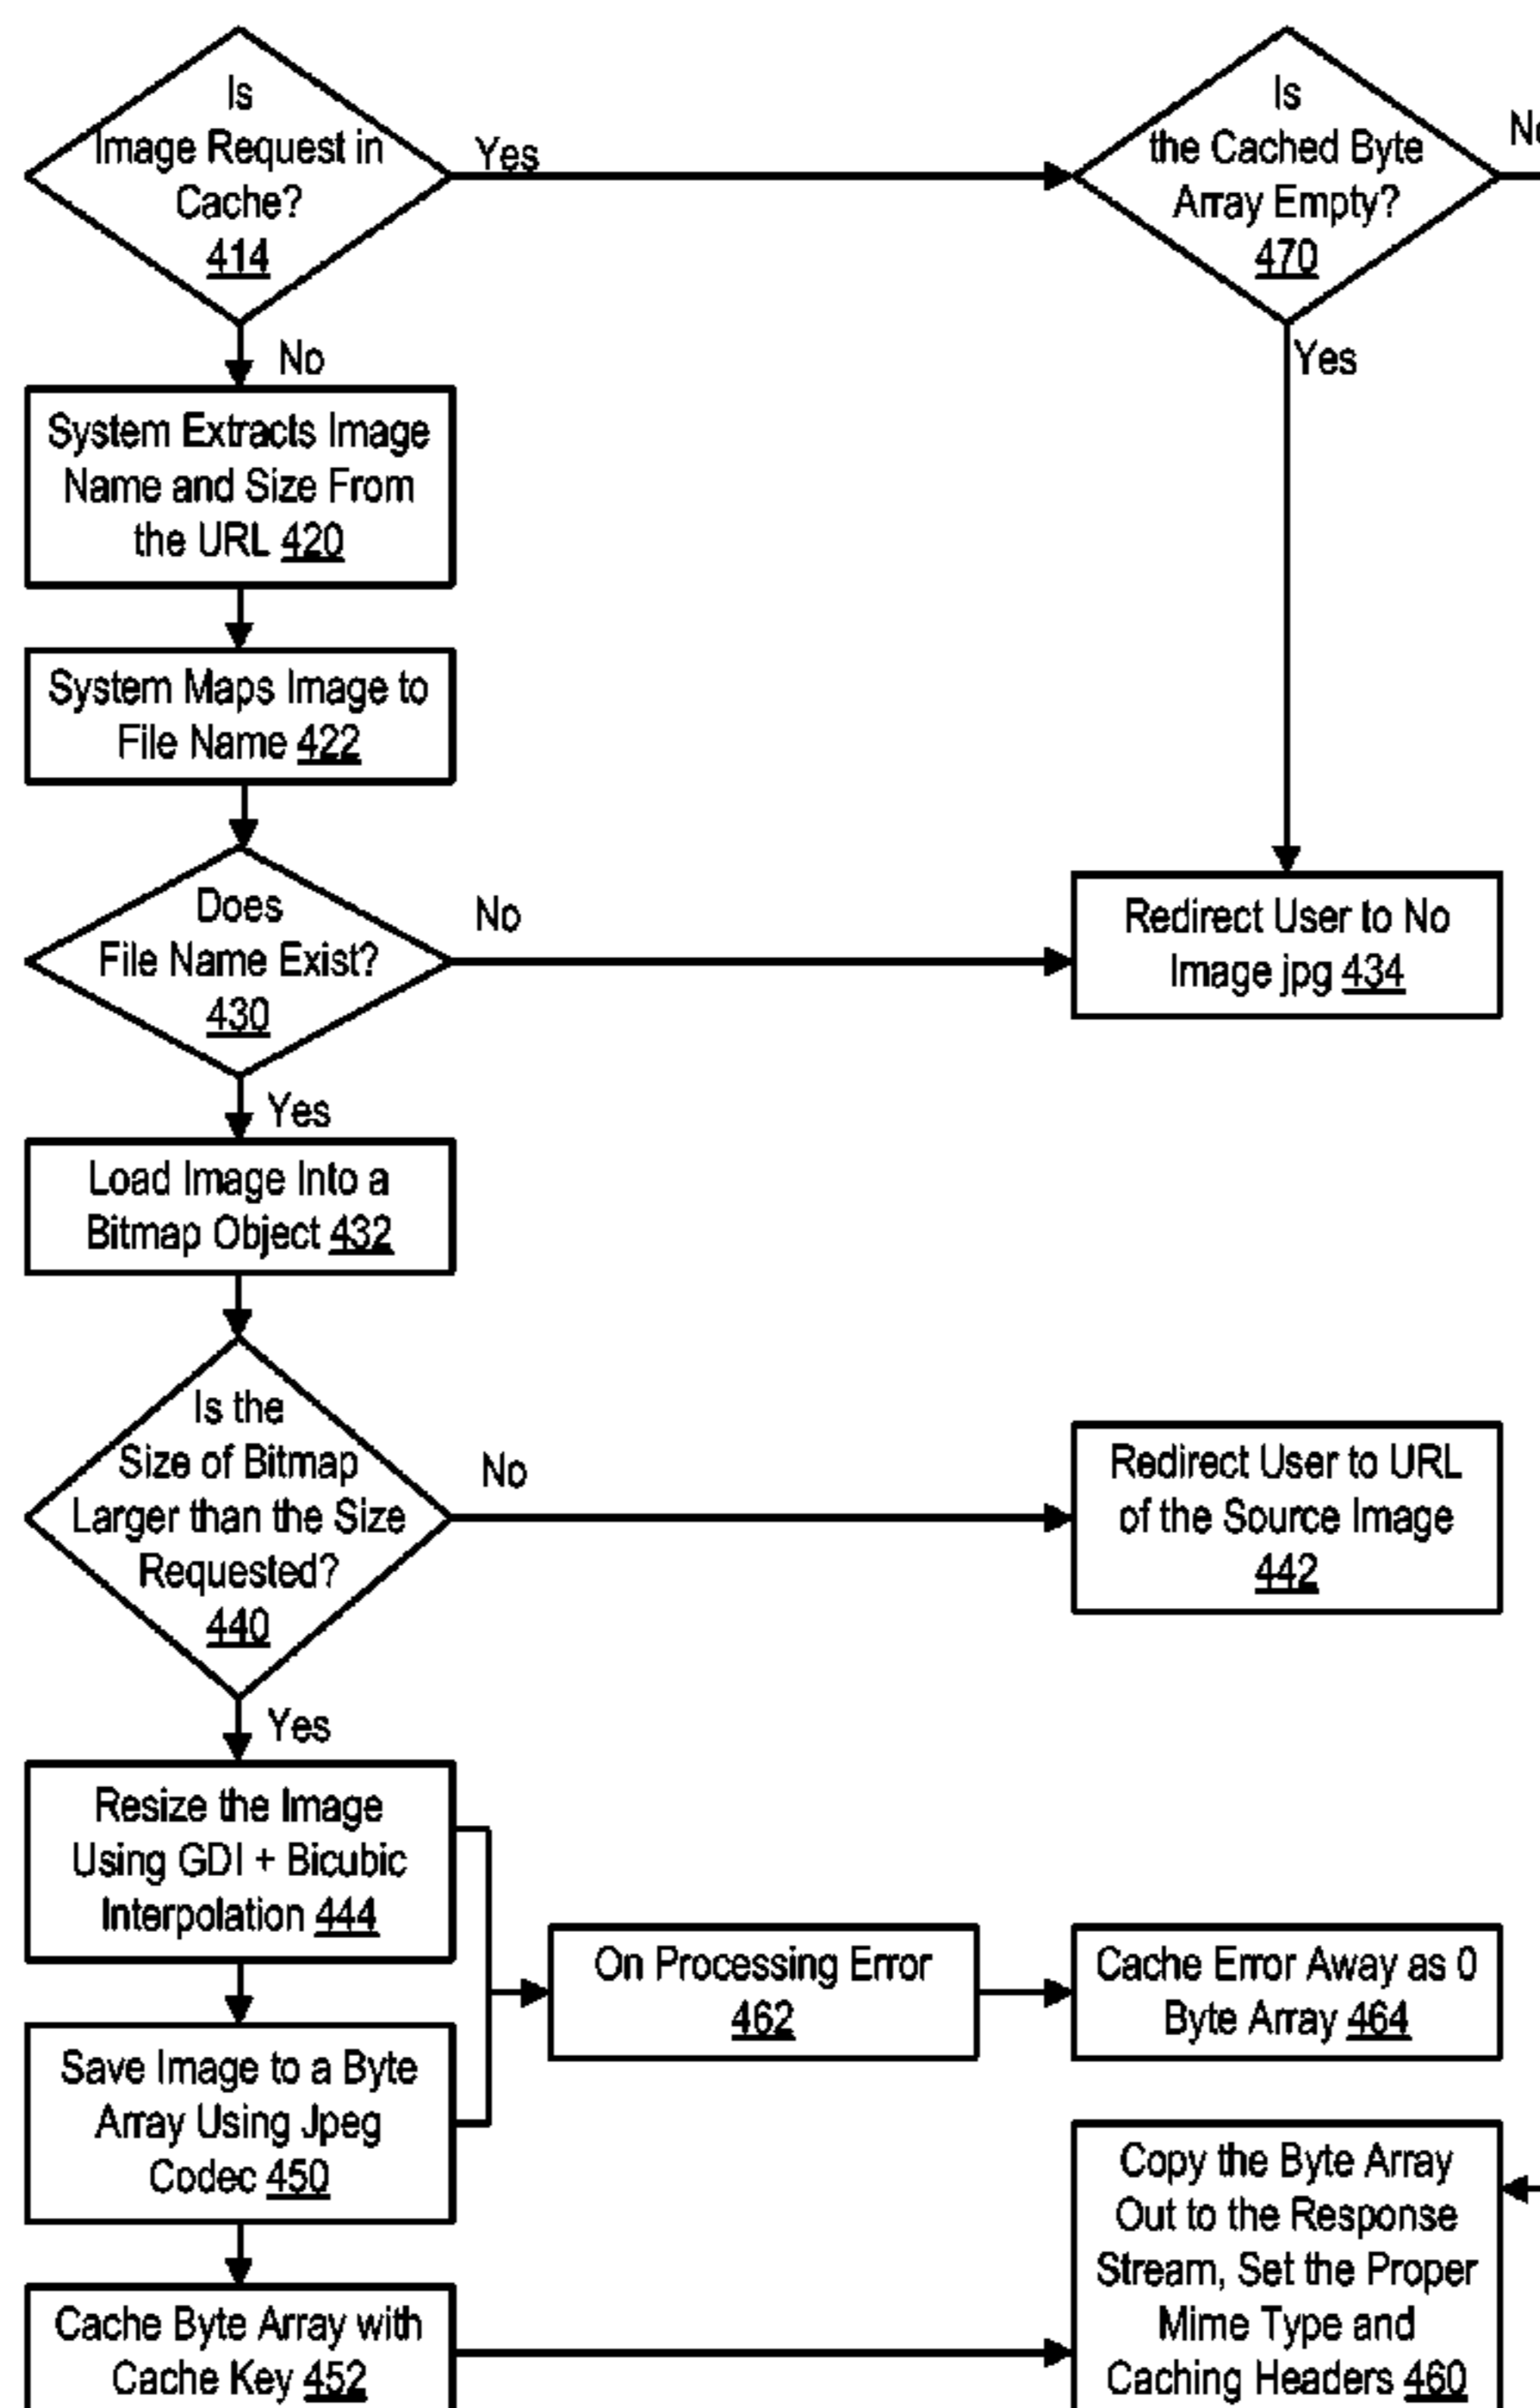 Is
Image Request in
Cache?
414
Yes
Is
the Cached Byte
Array Empty?
470
No
Yes
System Extracts Image
Name and Size From
the URL 420
System Maps Image to
File Name 422
Does
File Name Exist?
430
No
Redirect User to No
Image jpg 434
Yes
Load Image Into a
Bitmap Object 432
Is the
Size of Bitmap
Larger than the Size
Requested?
440
No
Redirect User to URL
of the Source Image
442
Yes
Resize the Image
Using GDI + Bicubic
Interpolation 444
On Processing Error
462
Cache Error Away as 0
Byte Array 464
Save Image to a Byte
Array Using Jpeg
Codec 450
Copy the Byte Array
Out to the Response
Stream, Set the Proper
Mime Type and
Caching Headers 460
Cache Byte Array with
Cache Key 452